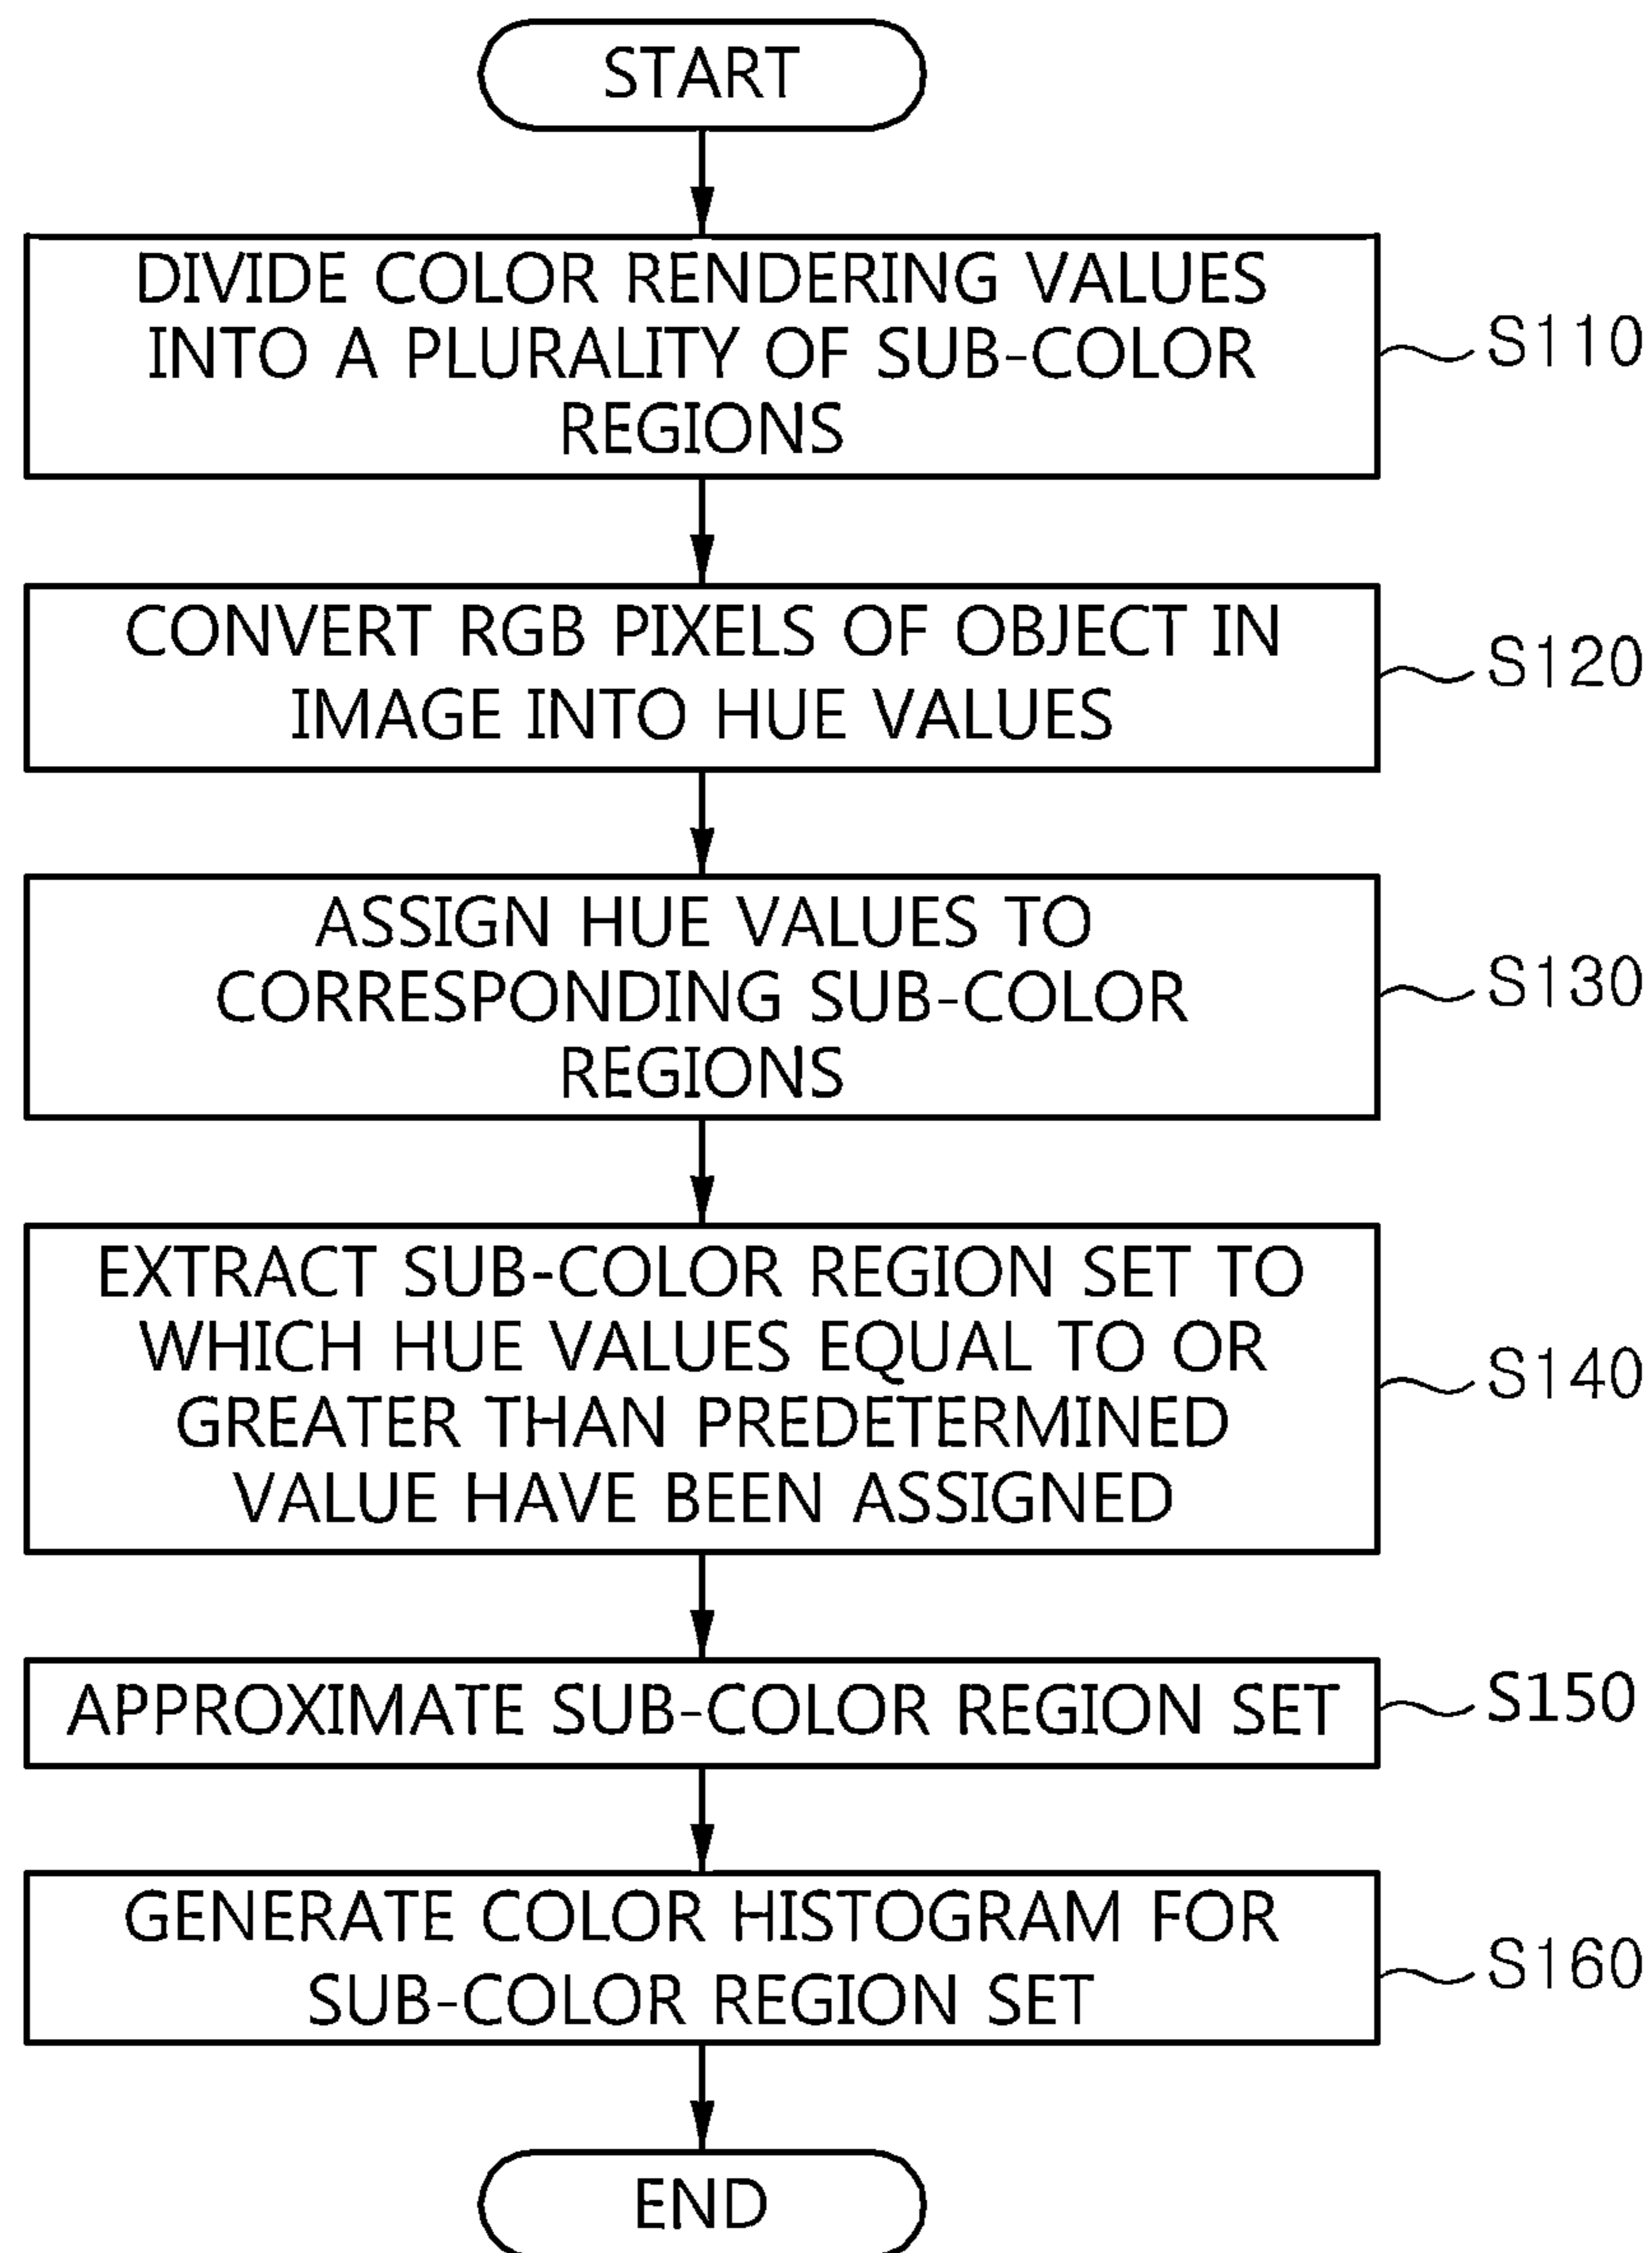 START
DIVIDE COLOR RENDERING VALUES
INTO A PLURALITY OF SUB-COLOR
REGIONS
S110
CONVERT RGB PIXELS OF OBJECT IN
IMAGE INTO HUE VALUES
S120
ASSIGN HUE VALUES TO
CORRESPONDING SUB-COLOR
REGIONS
S130
EXTRACT SUB-COLOR REGION SET TO
WHICH HUE VALUES EQUAL TO OR
GREATER THAN PREDETERMINED
VALUE HAVE BEEN ASSIGNED
S140
APPROXIMATE SUB-COLOR REGION SET
S150
GENERATE COLOR HISTOGRAM FOR
SUB-COLOR REGION SET
S160
END